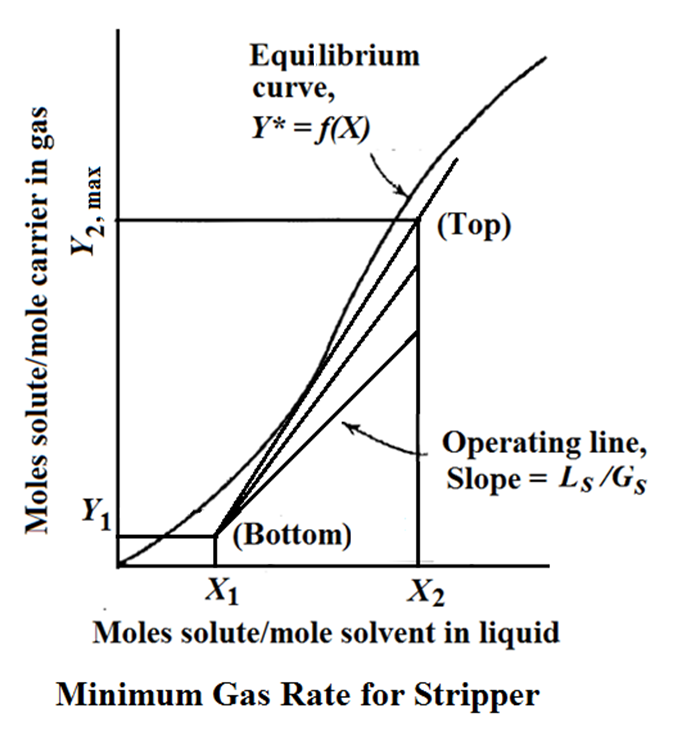 Equilibrium
curve,
Y* = f(X)
Moles solute/mole carrier in gas
Y2, max
(Top)
Operating line,
Slope = LS /GS
Y1
(Bottom)
X1
X2
Moles solute/mole solvent in liquid
Minimum Gas Rate for Stripper